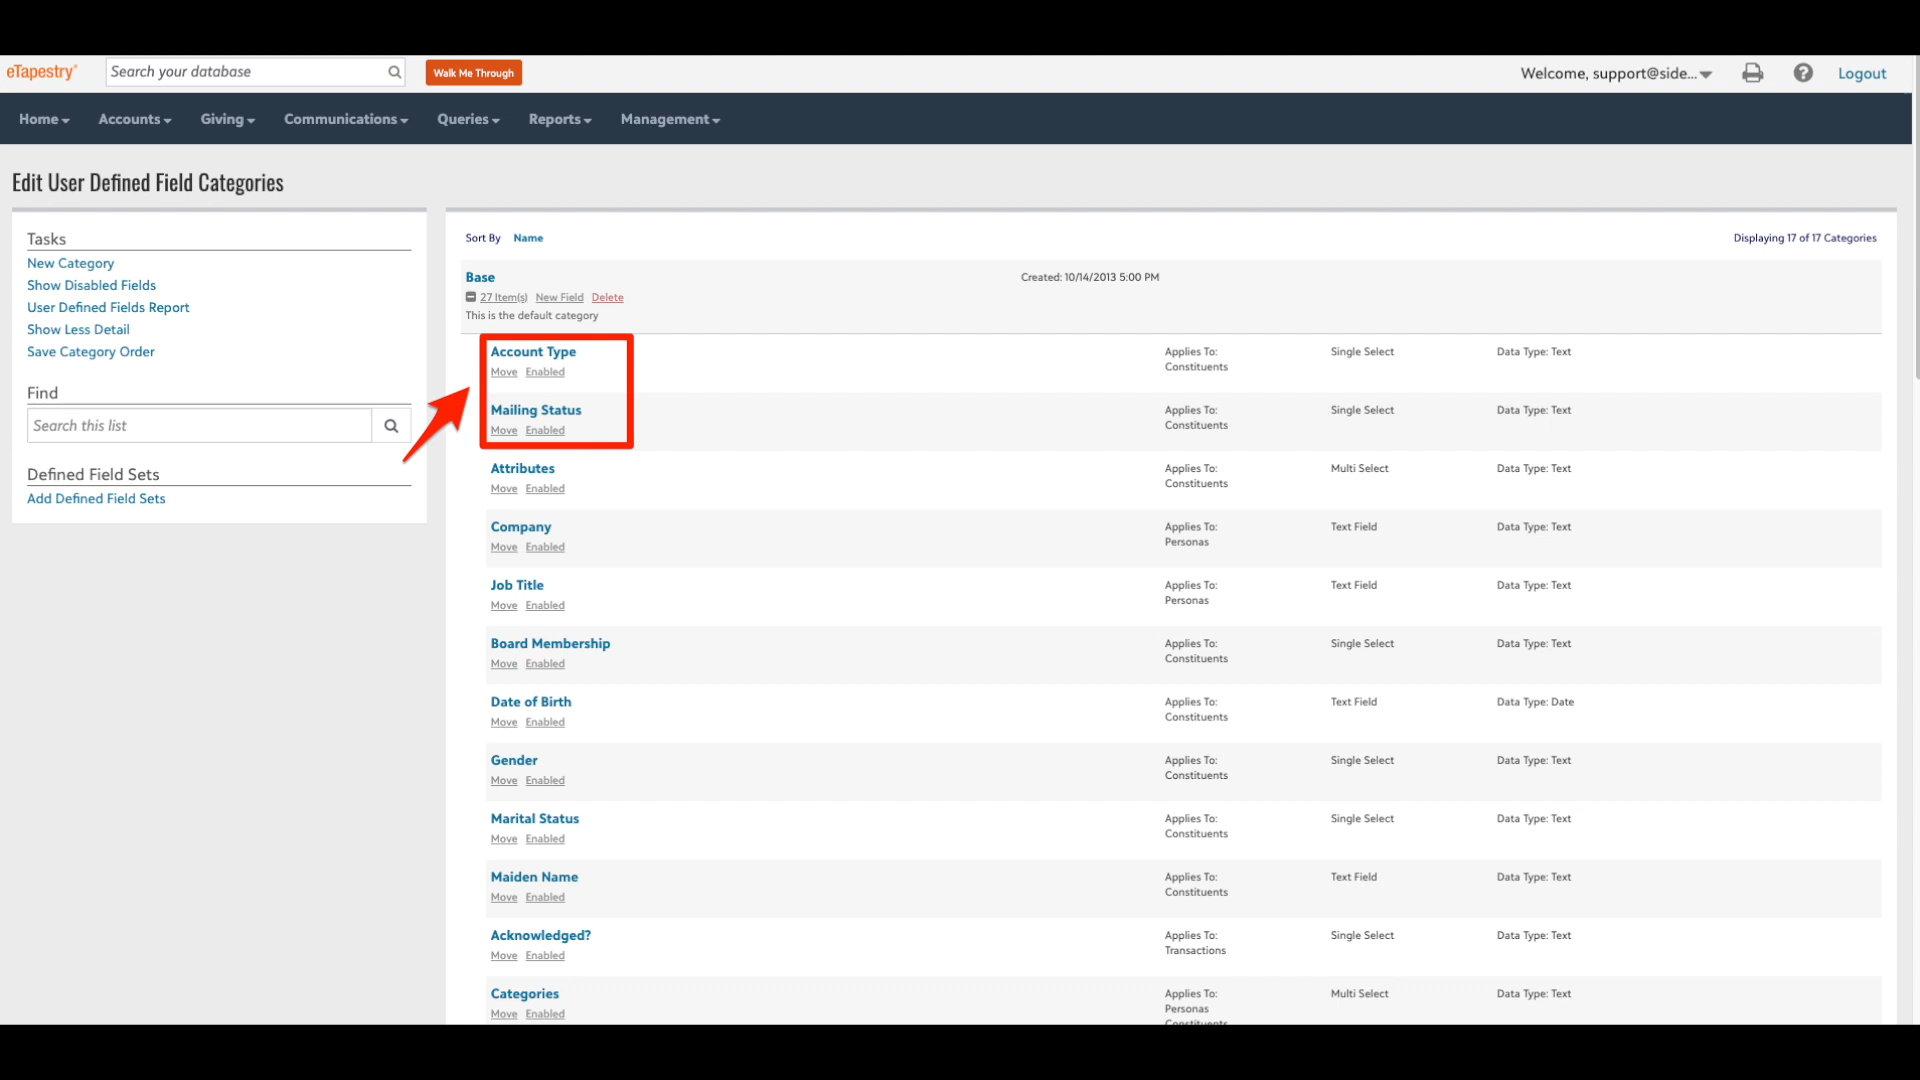 eTapestry
Search your database
Walk Me Through
Welcome, support@side...
Logout
Home
Accounts
Giving
Communications
Queries
Reports
Management
Edit User Defined Field Categories
Tasks
New Category
Show Disabled Fields
User Defined Fields Report
Show Less Detail
Save Category Order
Find
Search this list
Defined Field Sets
Add Defined Field Sets
Sort By Name
Displaying 17 of 17 Categories
Base
Created: 10/14/2013 5:00 PM
27 Item(s) New Field Delete
This is the default category
Account Type
Move Enabled
Applies To:
Constituents
Single Select
Data Type: Text
Mailing Status
Move Enabled
Applies To:
Constituents
Single Select
Data Type: Text
Attributes
Move Enabled
Applies To:
Constituents
Multi Select
Data Type: Text
Company
Move Enabled
Applies To:
Personas
Text Field
Data Type: Text
Job Title
Move Enabled
Applies To:
Personas
Text Field
Data Type: Text
Board Membership
Move Enabled
Applies To:
Constituents
Single Select
Data Type: Text
Date of Birth
Move Enabled
Applies To:
Constituents
Text Field
Data Type: Date
Gender
Move Enabled
Applies To:
Constituents
Single Select
Data Type: Text
Marital Status
Move Enabled
Applies To:
Constituents
Single Select
Data Type: Text
Maiden Name
Move Enabled
Applies To:
Constituents
Text Field
Data Type: Text
Acknowledged?
Move Enabled
Applies To:
Transactions
Single Select
Data Type: Text
Categories
Move Enabled
Applies To:
Personas
Constituents
Multi Select
Data Type: Text